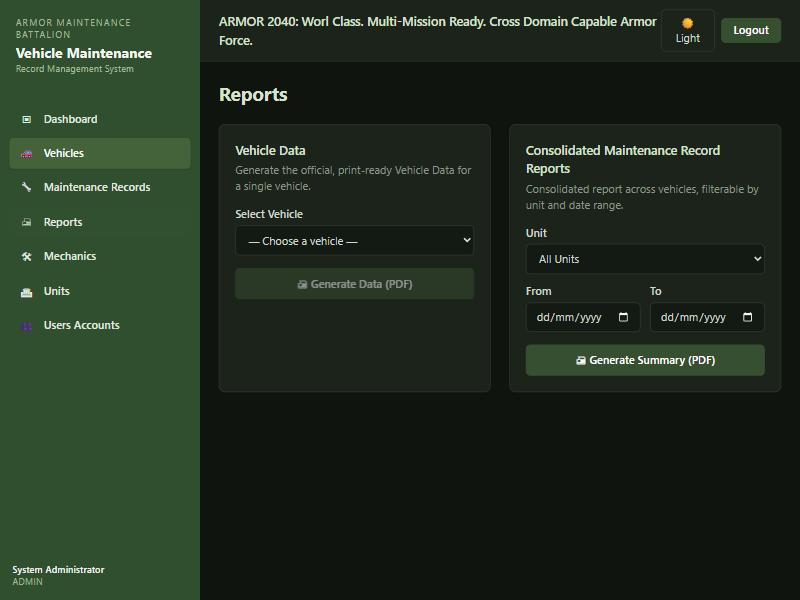 ARMOR MAINTENANCE
BATTALION
Vehicle Maintenance
Record Management System
Dashboard
Vehicles
Maintenance Records
Reports
Mechanics
Units
Users Accounts
System Administrator
ADMIN
ARMOR 2040: Worl Class. Multi-Mission Ready. Cross Domain Capable Armor
Force.
Light
Logout
Reports
Vehicle Data
Generate the official, print-ready Vehicle Data for
a single vehicle.
Select Vehicle
— Choose a vehicle —
Generate Data (PDF)
Consolidated Maintenance Record
Reports
Consolidated report across vehicles, filterable by
unit and date range.
Unit
All Units
From To
dd/mm/yyyy dd/mm/yyyy
Generate Summary (PDF)